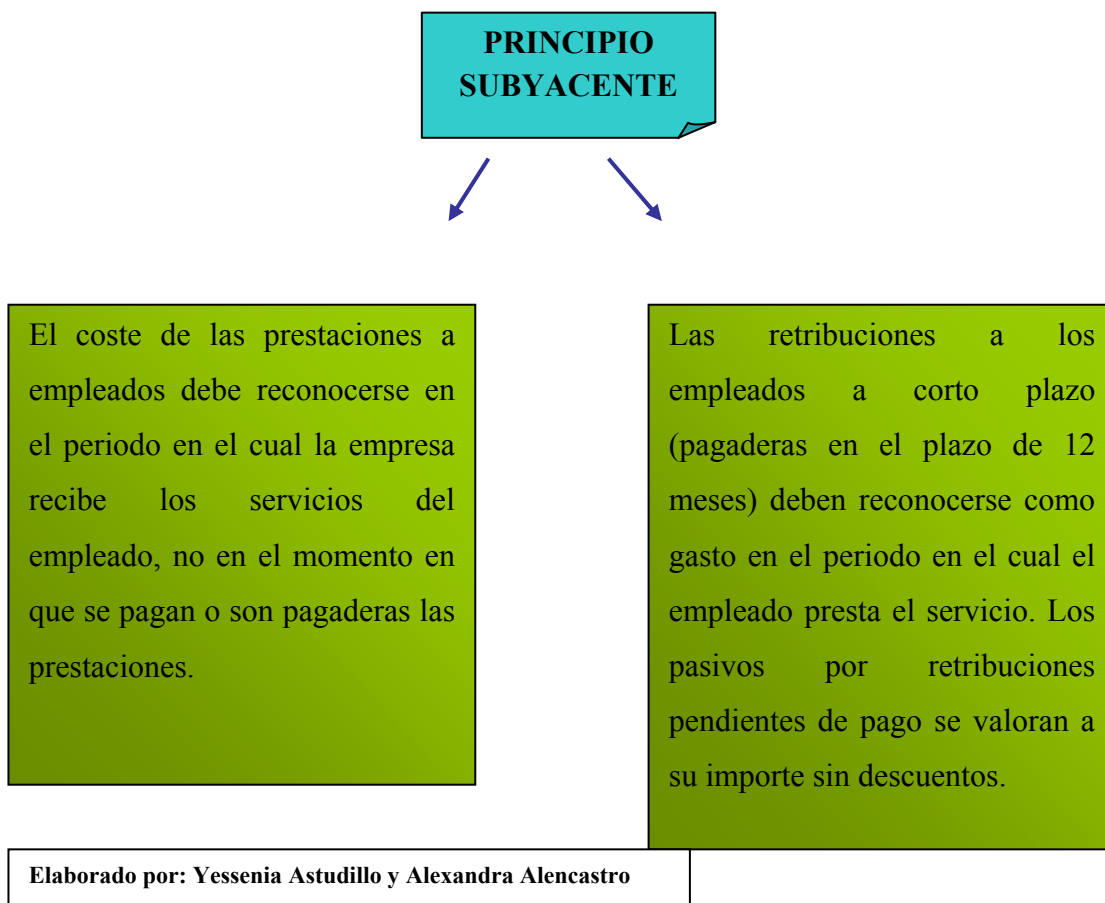 PRINCIPIO
SUBYACENTE
El coste de las prestaciones a
empleados debe reconocerse en
el periodo en el cual la empresa
recibe los servicios del
empleado, no en el momento en
que se pagan o son pagaderas las
prestaciones.
Las retribuciones a los
empleados a corto plazo
(pagaderas en el plazo de 12
meses) deben reconocerse como
gasto en el periodo en el cual el
empleado presta el servicio. Los
pasivos por retribuciones
pendientes de pago se valoran a
su importe sin descuentos.
Elaborado por: Yessenia Astudillo y Alexandra Alencastro